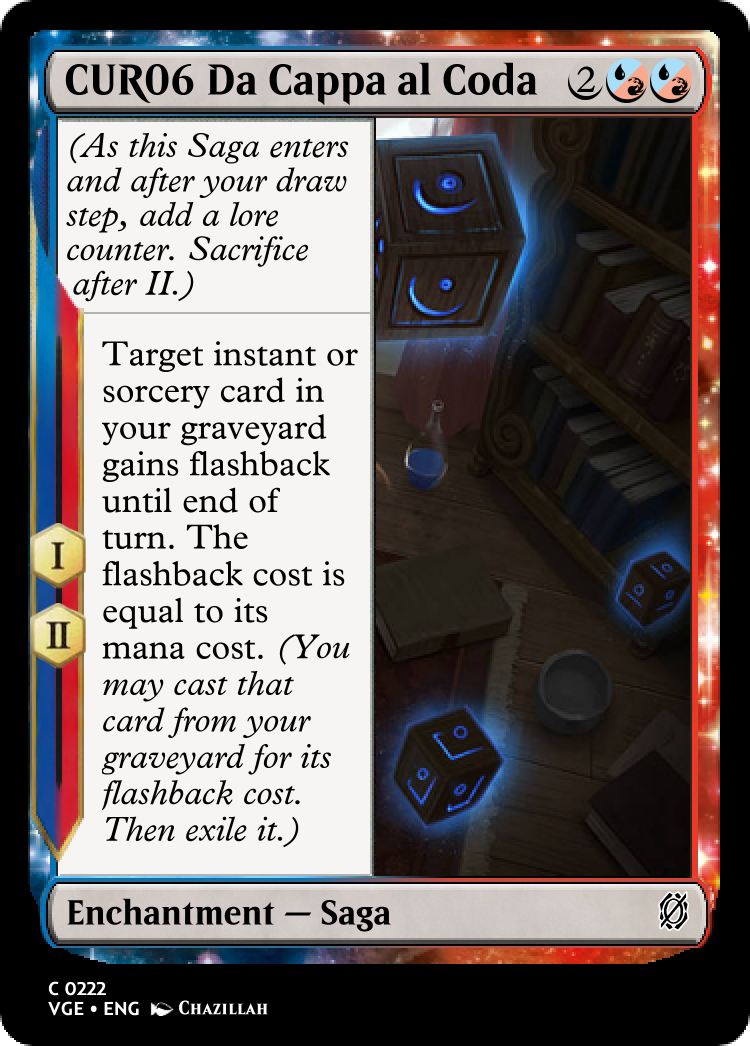 CUR06 Da Cappa al Coda 2
(As this Saga enters
and after your draw
step, add a lore
counter. Sacrifice
after II.)
Target instant or
sorcery card in
your graveyard
gains flashback
until end of
turn. The
flashback cost is
equal to its
mana cost. (You
may cast that
card from your
graveyard for its
flashback cost.
Then exile it.)
I
II
Enchantment — Saga
C 0222
VGE • ENG Chazillah